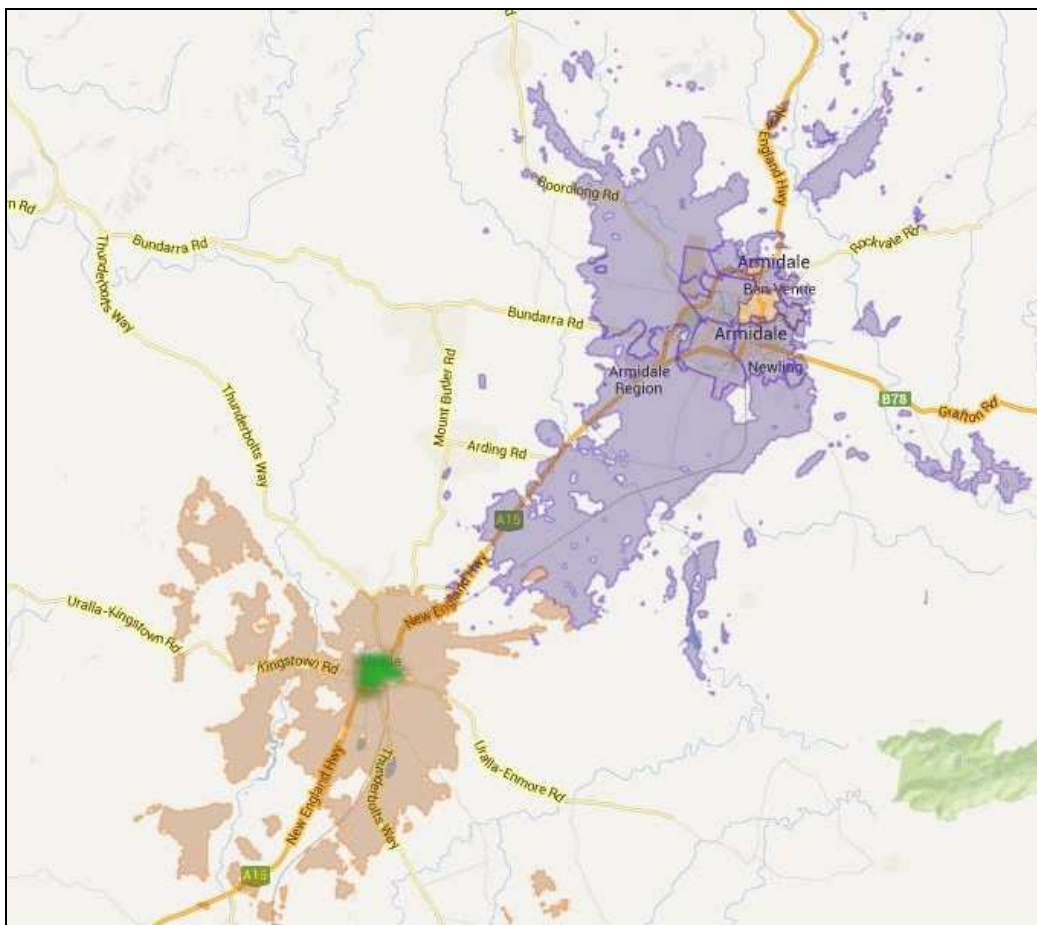 Boorolong Rd
New
England Hwy
Rockvale Rd
Armidale
Ben Venue
Armidale
Newling
Armidale
Region
Bundarra Rd
Bundarra Rd
Thunderbolts Way
Thunderbolts Way
Mount Butler Rd
Arding Rd
B78
Grafton Rd
A15
New England Hwy
Uralla-Kingstown Rd
Kingstown Rd
Uralla-Enmore Rd
New England Hwy
Thunderbolts Way
A15